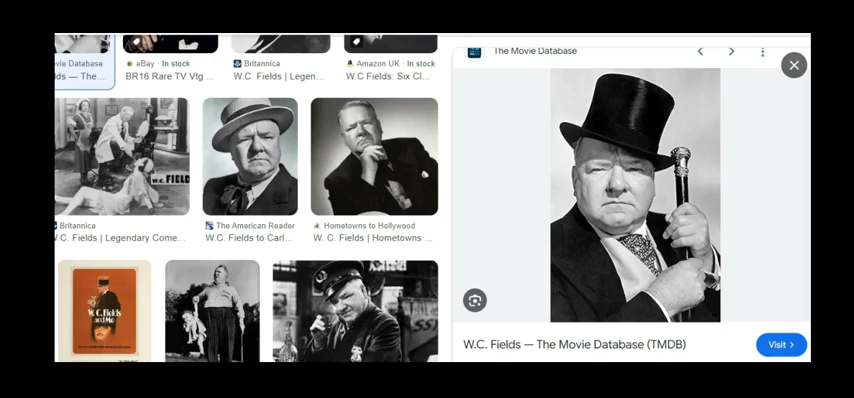 vie Database
lds — The...
eBay · In stock
BR16 Rare TV Vtg ...
Britannica
W.C. Fields | Legen...
Amazon UK · In stock
W.C Fields: Six Cl...
W.C. FIELD
Britannica
W.C. Fields | Legendary Come...
The American Reader
W.C. Fields to Carl...
Hometowns to Hollywood
W. C. Fields | Hometowns ...
W.C. Fields
and Me
The Movie Database
W.C. Fields — The Movie Database (TMDB)
Visit >